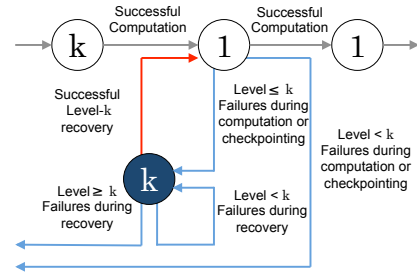 Successful
Computation
Successful
Computation
k
1
1
Successful
Level-k
recovery
Level ≤ k
Failures during
computation or
checkpointing
Level < k
Failures during
computation or
checkpointing
k
Level ≥ k
Failures during
recovery
Level < k
Failures during
recovery